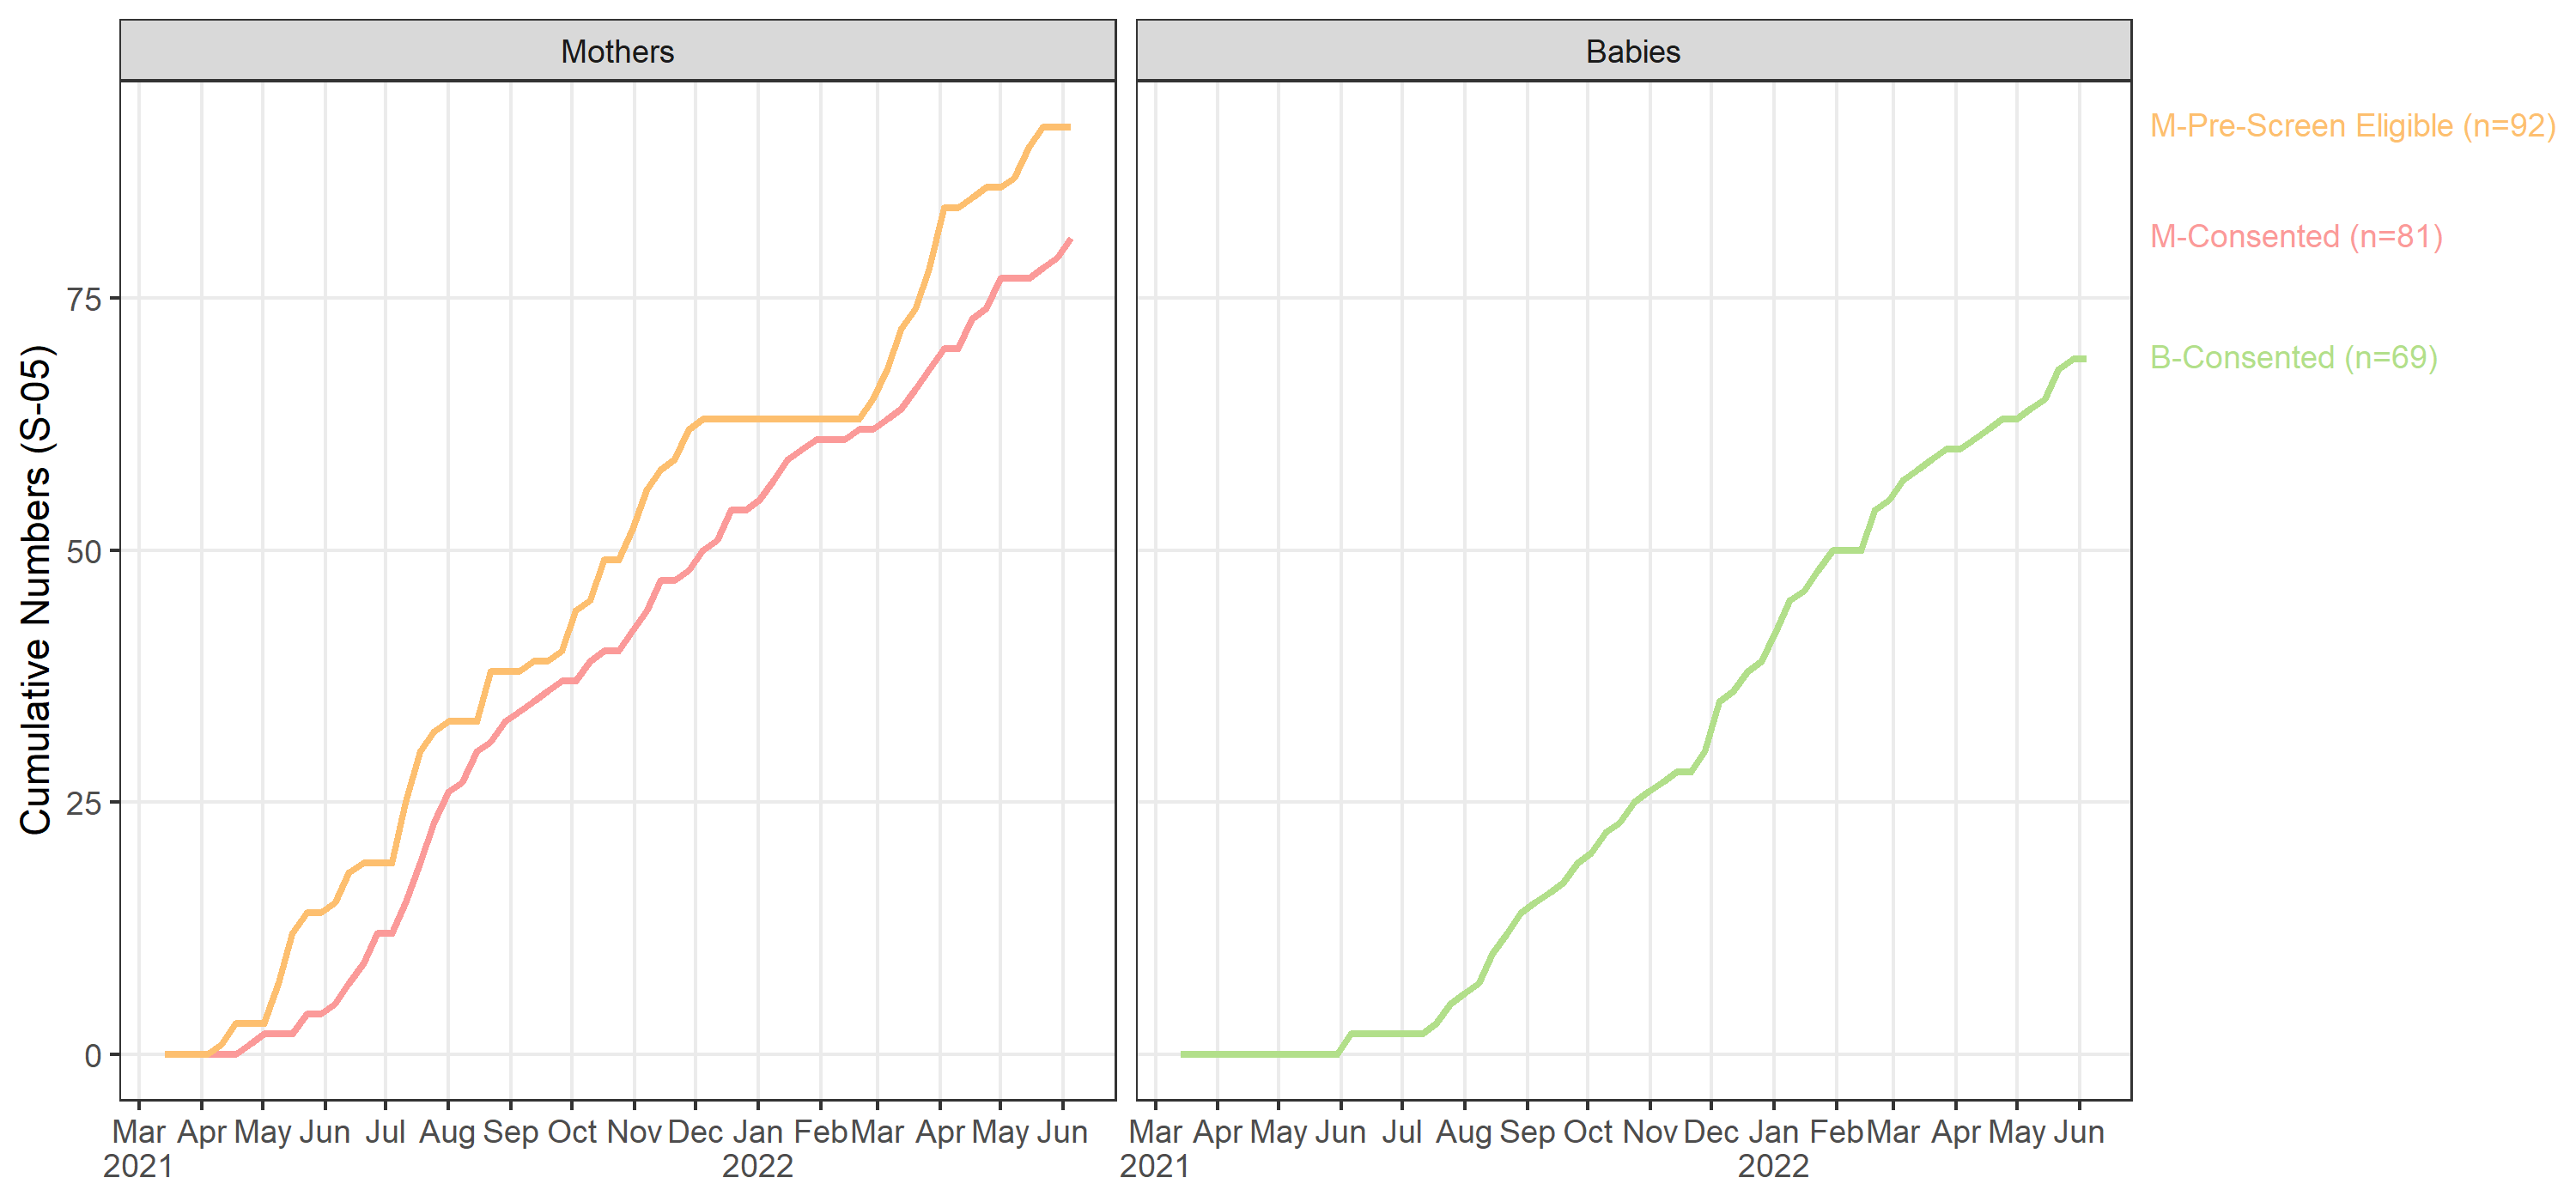 Mothers
Babies
M-Pre-Screen Eligible (n=92)
M-Consented (n=81)
B-Consented (n=69)
Cumulative Numbers (S-05)
75
50
25
0
Mar Apr May Jun Jul Aug Sep Oct Nov Dec Jan Feb Mar Apr May Jun
2021 2022
Mar Apr May Jun Jul Aug Sep Oct Nov Dec Jan Feb Mar Apr May Jun
2021 2022